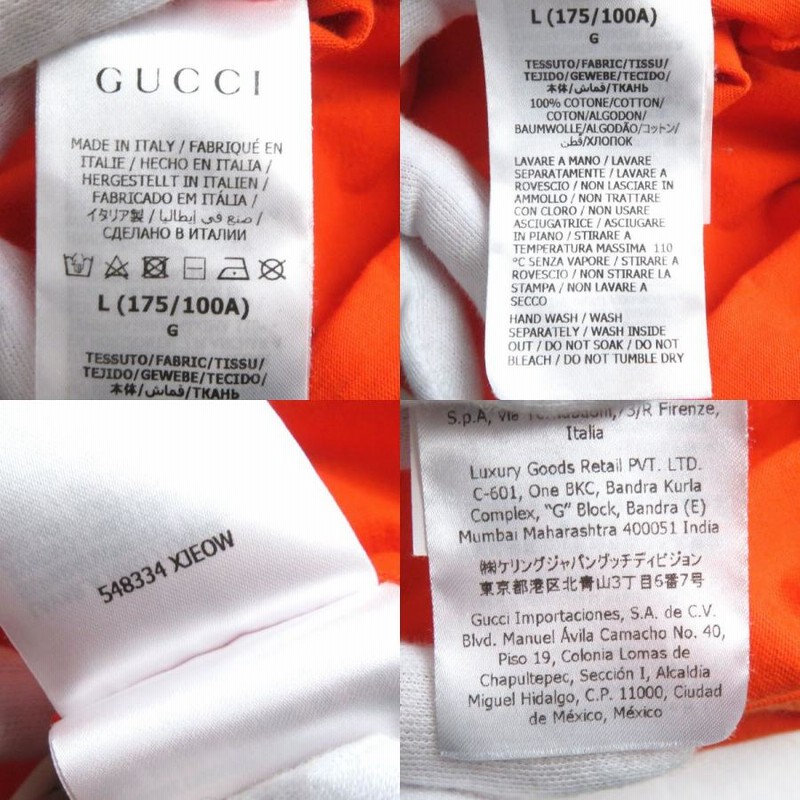 GUCCI
MADE IN ITALY / FABRIQUÉ EN
ITALIE / HECHO EN ITALIA /
HERGESTELLT IN ITALIEN /
FABRICADO EM ITÁLIA /
イタリア製 / صنع في إيطاليا /
СДЕЛАНО В ИТАЛИИ
L (175/100A)
G
TESSUTO/FABRIC/TISSU/
TEJIDO/GEWEBE/TECIDO/
本体/قماش/ТКАНЬ
L (175/100A)
G
TESSUTO/FABRIC/TISSU/
TEJIDO/GEWEBE/TECIDO/
本体/قماش/ТКАНЬ
100% COTONE/COTTON/
COTON/ALGODON/
BAUMWOLLE/ALGODÃO/コットン/
قطن/ХЛОПОК
LAVARE A MANO / LAVARE
SEPARATAMENTE / LAVARE A
ROVESCIO / NON LASCIARE IN
AMMOLLO / NON TRATTARE
CON CLORO / NON USARE
ASCIUGATRICE / ASCIUGARE
IN PIANO / STIRARE A
TEMPERATURA MASSIMA 110
°C SENZA VAPORE / STIRARE A
ROVESCIO / NON STIRARE LA
STAMPA / NON LAVARE A
SECCO
HAND WASH / WASH
SEPARATELY / WASH INSIDE
OUT / DO NOT SOAK / DO NOT
BLEACH / DO NOT TUMBLE DRY
548334 XJEOW
S.p.A, Via 73/R Firenze,
Italia
Luxury Goods Retail PVT. LTD.
C-601, One BKC, Bandra Kurla
Complex, "G" Block, Bandra (E)
Mumbai Maharashtra 400051 India
㈱ケリングジャパングッチディビジョン
東京都港区北青山3丁目6番7号
Gucci Importaciones, S.A. de C.V.
Blvd. Manuel Ávila Camacho No. 40,
Piso 19, Colonia Lomas de
Chapultepec, Sección I, Alcaldia
Miguel Hidalgo, C.P. 11000, Ciudad
de México, México